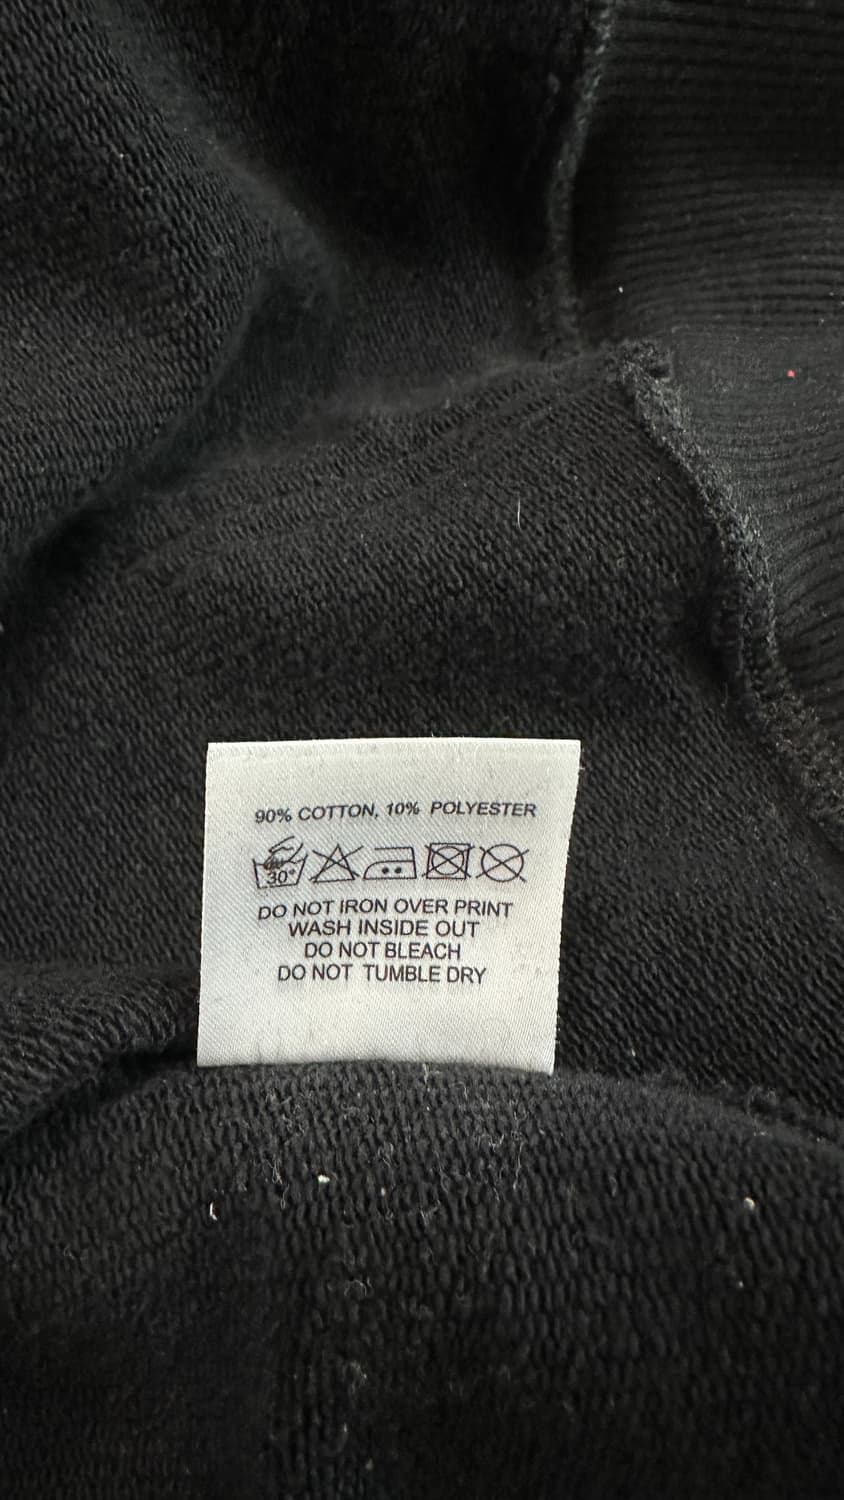 90% COTTON, 10% POLYESTER
30°
DO NOT IRON OVER PRINT
WASH INSIDE OUT
DO NOT BLEACH
DO NOT TUMBLE DRY